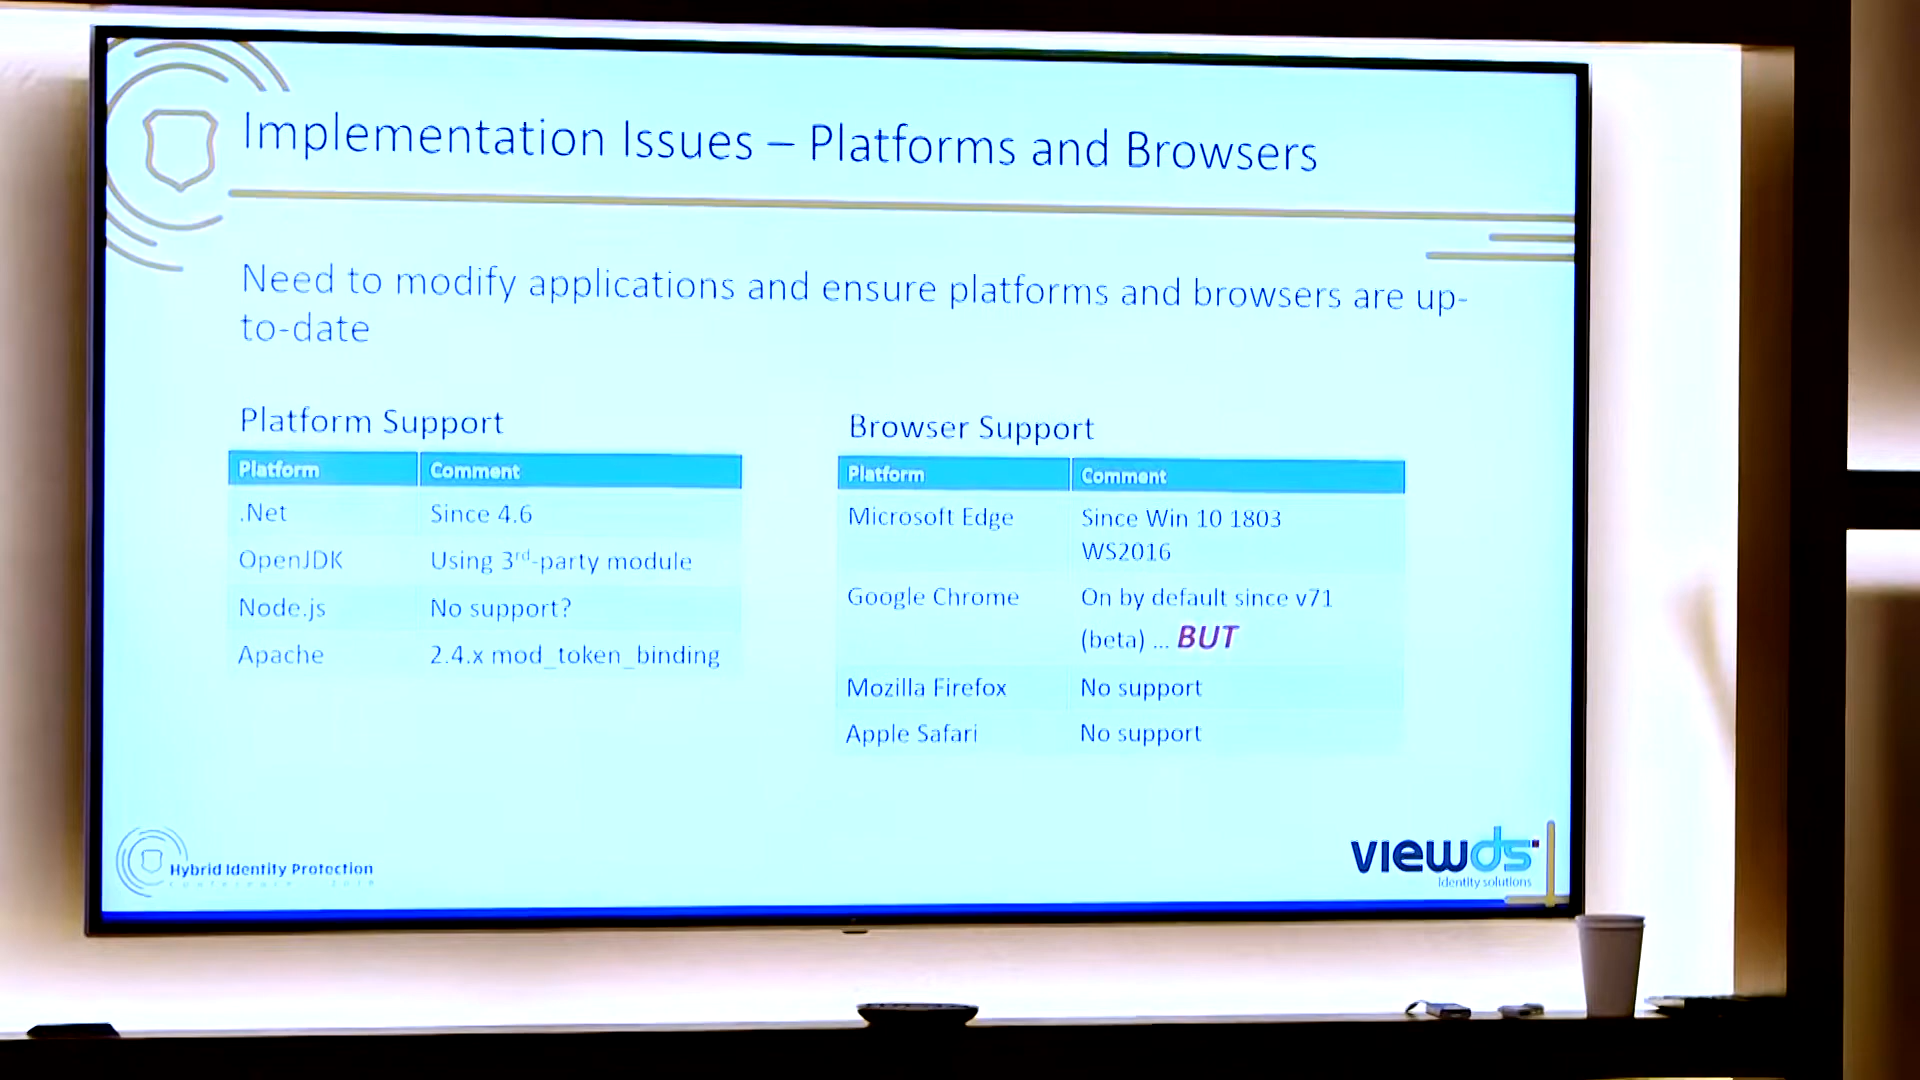 Implementation Issues – Platforms and Browsers
Need to modify applications and ensure platforms and browsers are up-
to-date
Platform Support
Platform Comment
.Net Since 4.6
OpenJDK Using 3rd-party module
Node.js No support?
Apache 2.4.x mod_token_binding
Browser Support
Platform Comment
Microsoft Edge Since Win 10 1803
WS2016
Google Chrome On by default since v71
(beta) ... BUT
Mozilla Firefox No support
Apple Safari No support
Hybrid Identity Protection
viewds
identity solutions